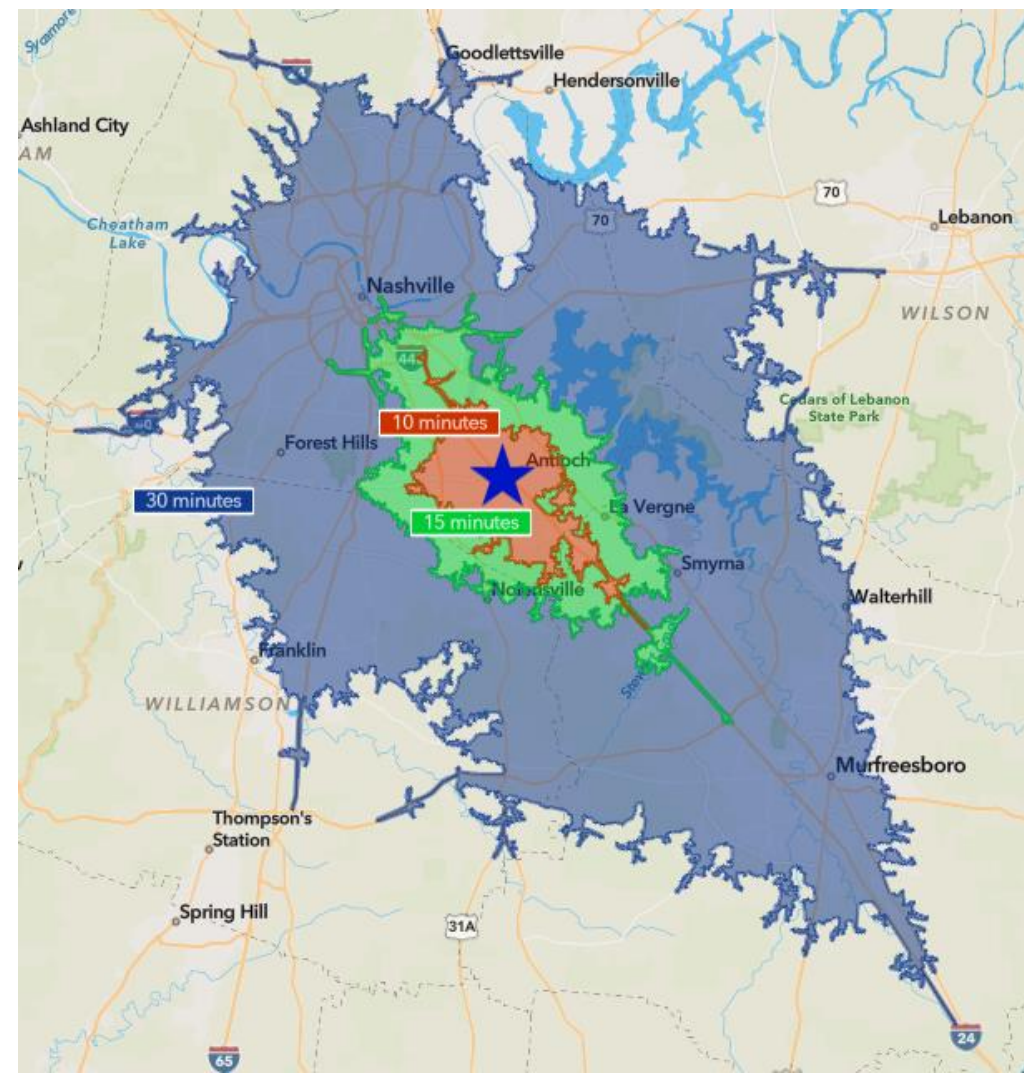 Sycamore
Goodlettsville
Hendersonville
Ashland City
AM
70
Cheatham
Lake
70
Lebanon
Nashville
WILSON
44
10 minutes
Cedars of Lebanon
State Park
Forest Hills
Antioch
30 minutes
15 minutes
La Vergne
Smyrna
Nolensville
Walterhill
Franklin
Stew
WILLIAMSON
Murfreesboro
Thompson's
Station
Spring Hill
31A
24
65